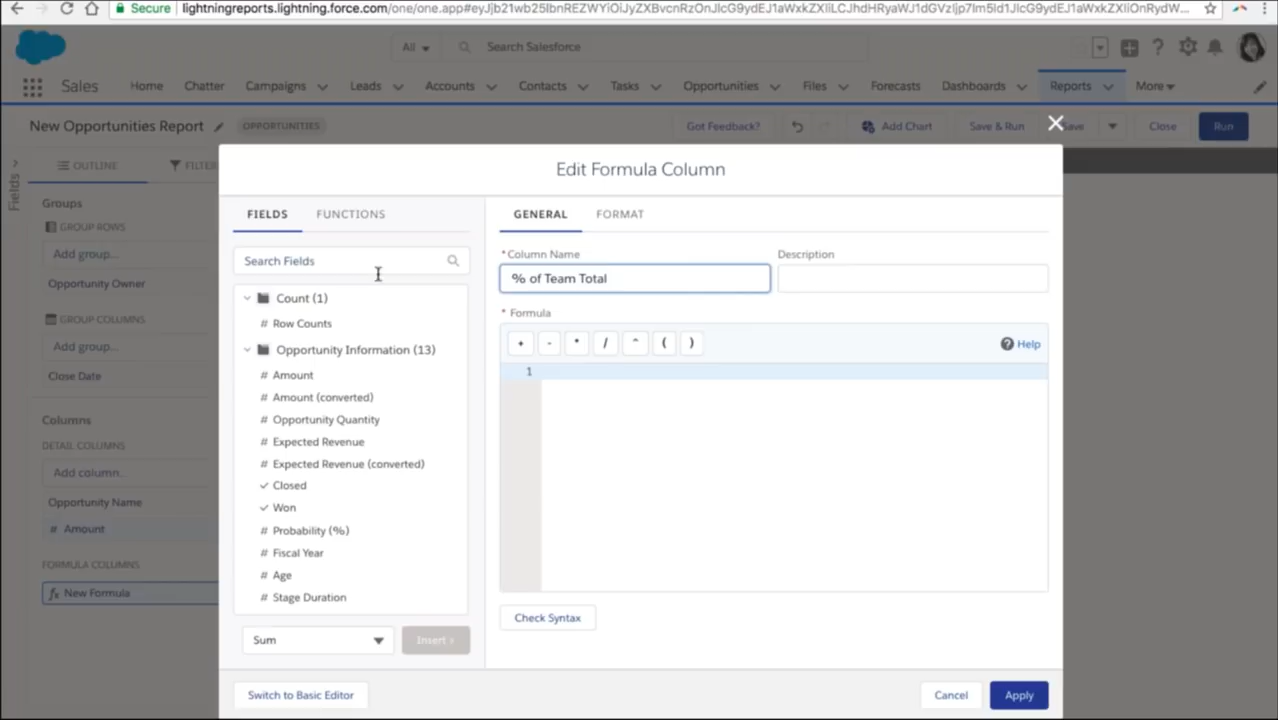 Secure lightningreports.lightning.force.com/one/one.app#
All Search Salesforce
Sales Home Chatter Campaigns Leads Accounts Contacts Tasks Opportunities Files Forecasts Dashboards Reports More
New Opportunities Report OPPORTUNITIES Got Feedback? Add Chart Save & Run Save Close Run
Fields
OUTLINE FILTER
Groups
GROUP ROWS
Add group...
Opportunity Owner
GROUP COLUMNS
Add group...
Close Date
Columns
DETAIL COLUMNS
Add column...
Opportunity Name
# Amount
FORMULA COLUMNS
fx New Formula
Edit Formula Column
FIELDS FUNCTIONS
Search Fields
Count (1)
# Row Counts
Opportunity Information (13)
# Amount
# Amount (converted)
# Opportunity Quantity
# Expected Revenue
# Expected Revenue (converted)
Closed
Won
# Probability (%)
# Fiscal Year
# Age
# Stage Duration
Sum Insert »
Switch to Basic Editor
GENERAL FORMAT
* Column Name Description
% of Team Total
* Formula
+ - * / ^ ( ) Help
1
Check Syntax
Cancel Apply